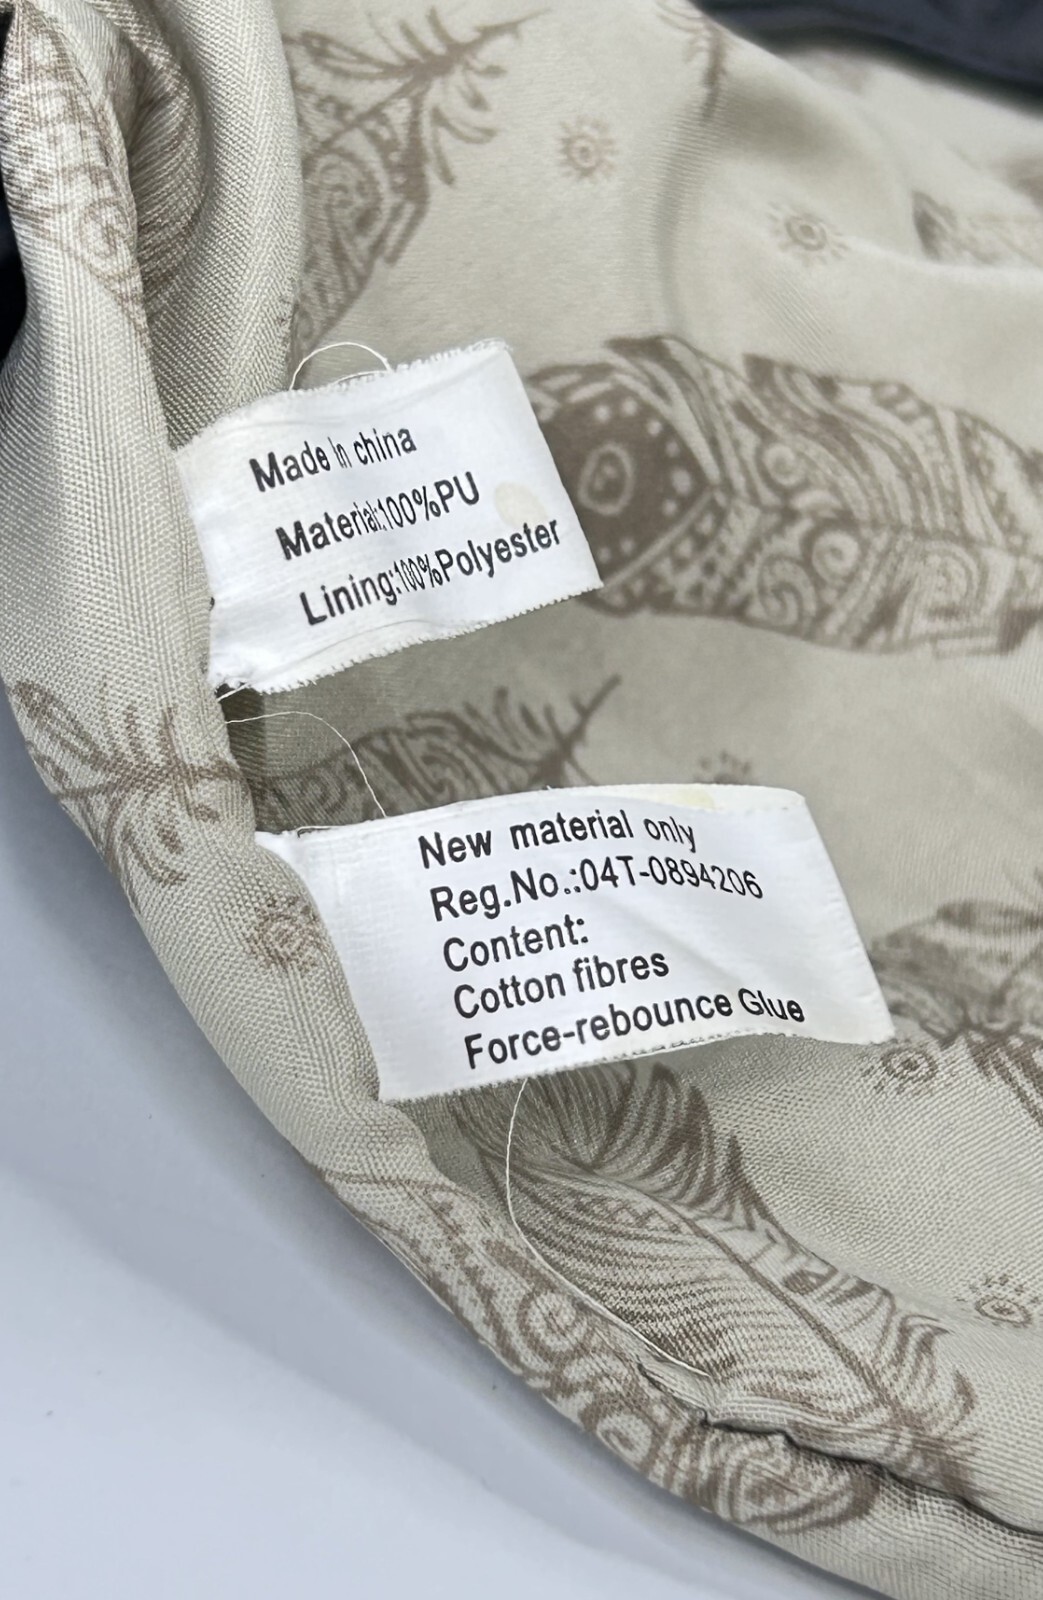 Made In china
Material:100%PU
Lining:100%Polyester
New material only
Reg.No.:04T-0894206
Content:
Cotton fibres
Force-rebounce Glue